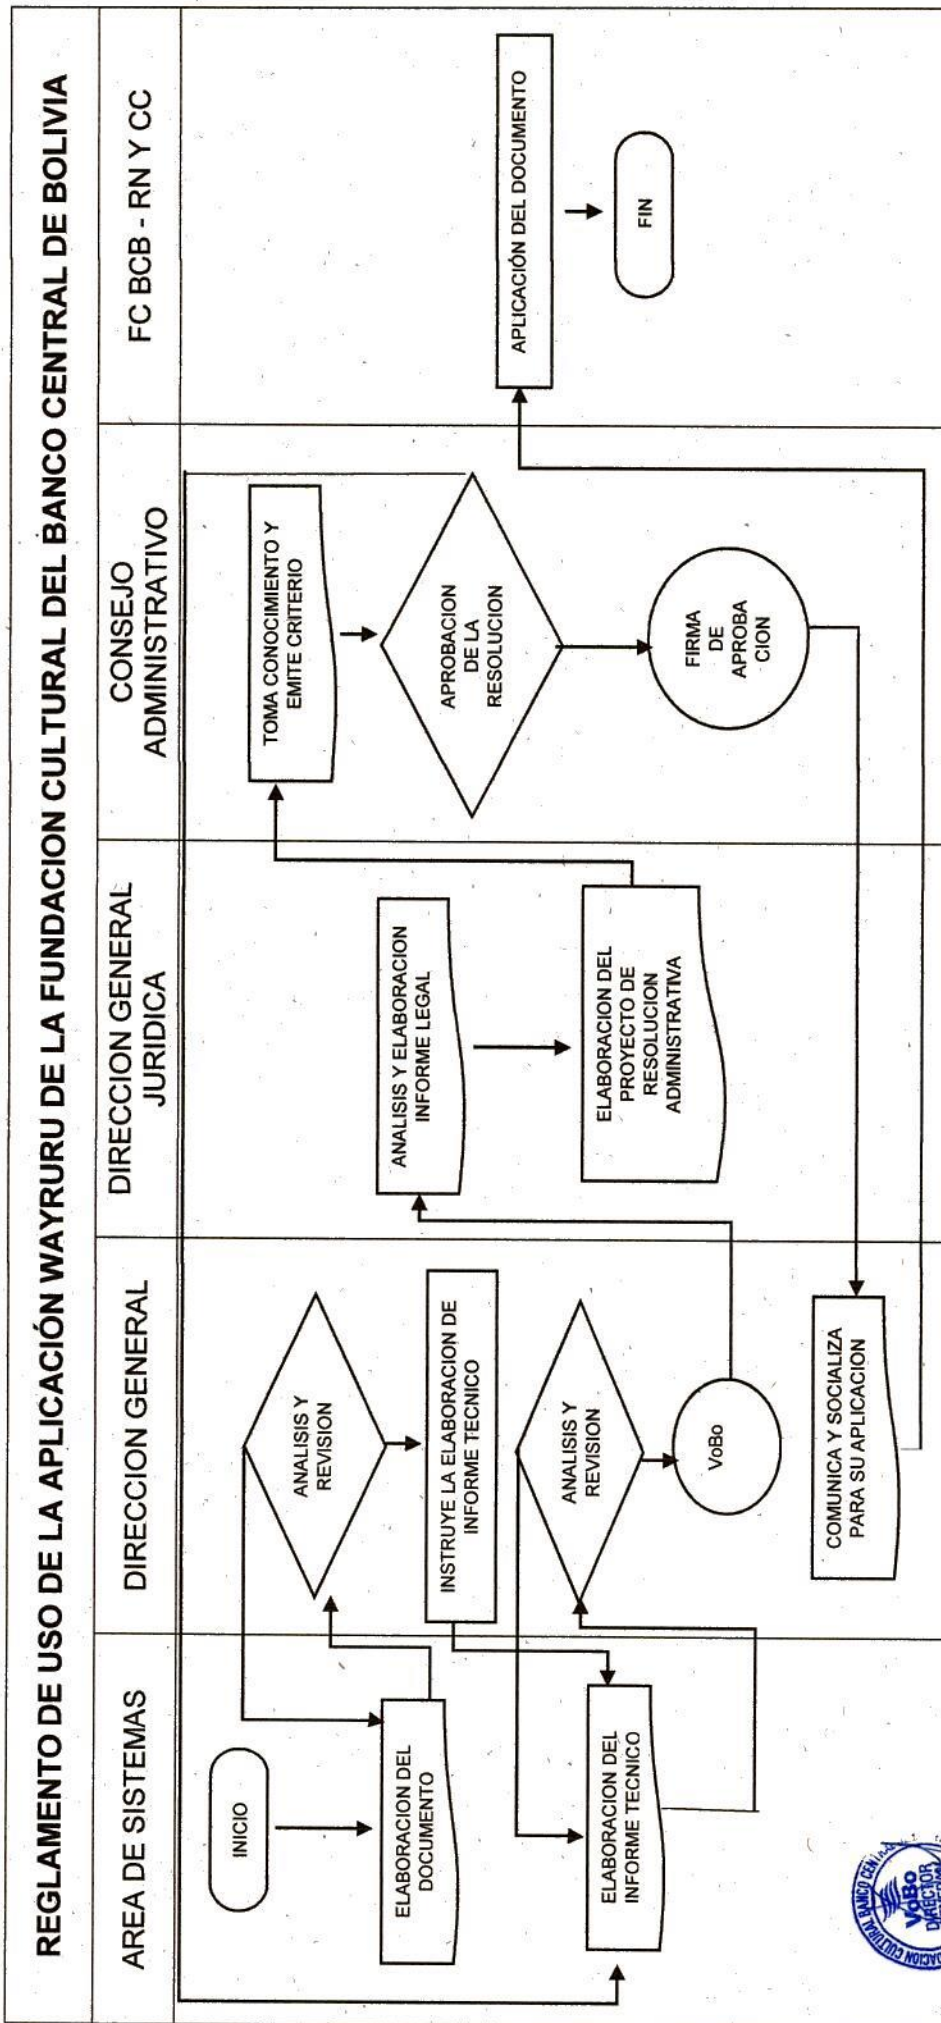 REGLAMENTO DE USO DE LA APLICACIÓN WAYRURU DE LA FUNDACION CULTURAL DEL BANCO CENTRAL DE BOLIVIA
AREA DE SISTEMAS
DIRECCION GENERAL
DIRECCION GENERAL
JURIDICA
CONSEJO
ADMINISTRATIVO
FC BCB - RN Y CC
INICIO
ELABORACION DEL
DOCUMENTO
ELABORACION DEL
INFORME TECNICO
ANALISIS Y
REVISION
INSTRUYE LA ELABORACION DE
INFORME TECNICO
ANALISIS Y
REVISION
VoBo
COMUNICA Y SOCIALIZA
PARA SU APLICACION
ANALISIS Y ELABORACION
INFORME LEGAL
ELABORACION DEL
PROYECTO DE
RESOLUCION
ADMINISTRATIVA
TOMA CONOCIMIENTO Y
EMITE CRITERIO
APROBACION
DE LA
RESOLUCION
FIRMA
DE
APROBA
CION
APLICACIÓN DEL DOCUMENTO
FIN
CULTURAL BANCO
VoBo
DIRECTOR